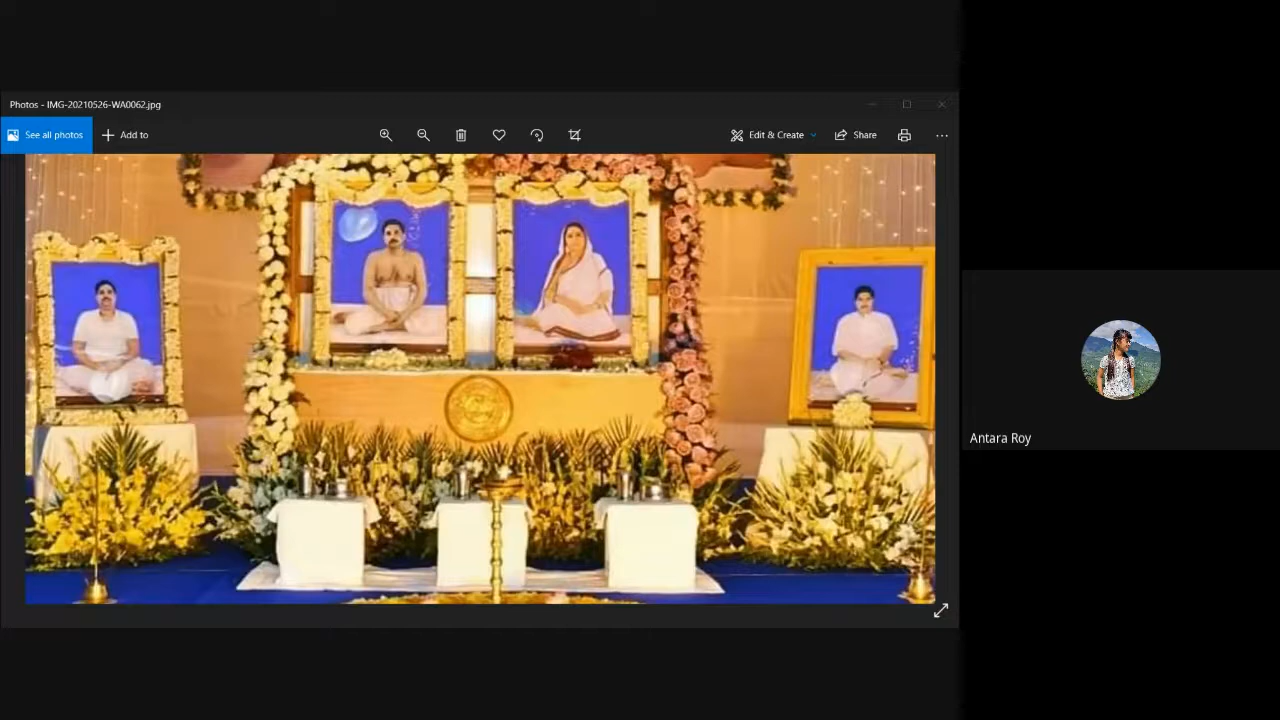 Photos - IMG-20210526-WA0062.jpg
See all photos
Add to
Edit & Create
Share
Antara Roy